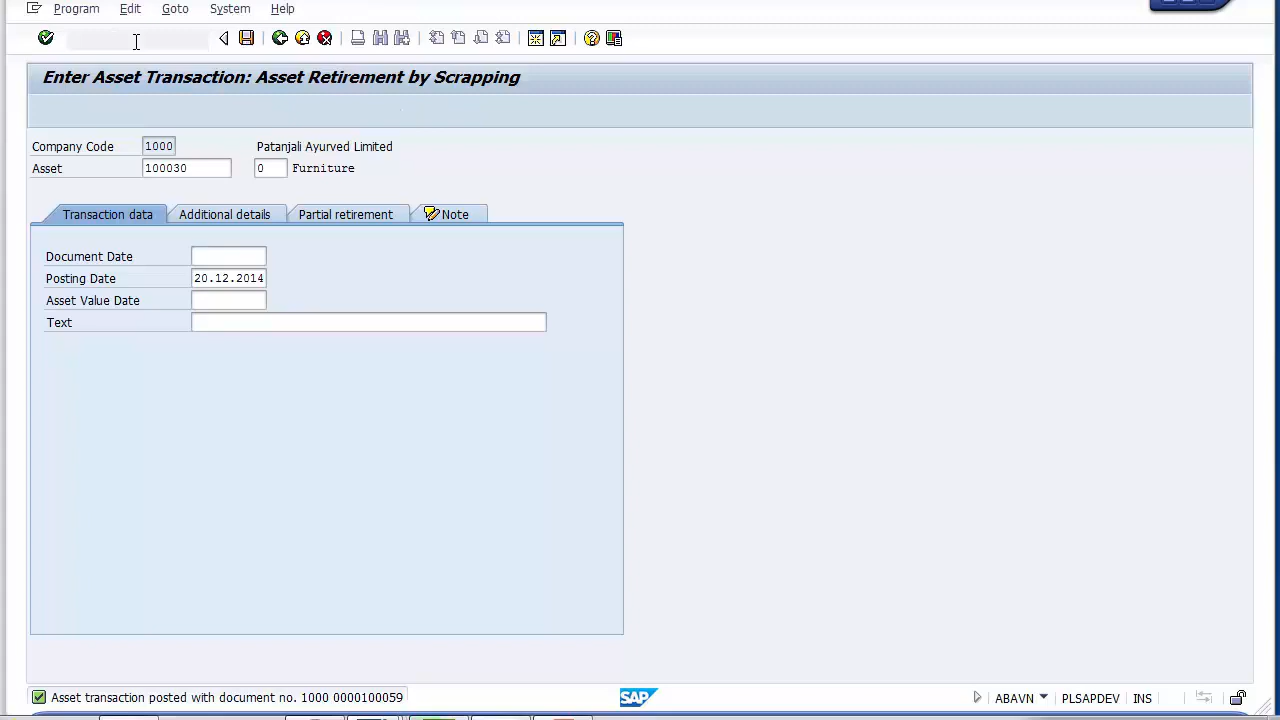 Program Edit Goto System Help
Enter Asset Transaction: Asset Retirement by Scrapping
Company Code 1000 Patanjali Ayurved Limited
Asset 100030 0 Furniture
Transaction data Additional details Partial retirement Note
Document Date
Posting Date 20.12.2014
Asset Value Date
Text
Asset transaction posted with document no. 1000 0000100059
SAP
ABAVN PLSAPDEV INS